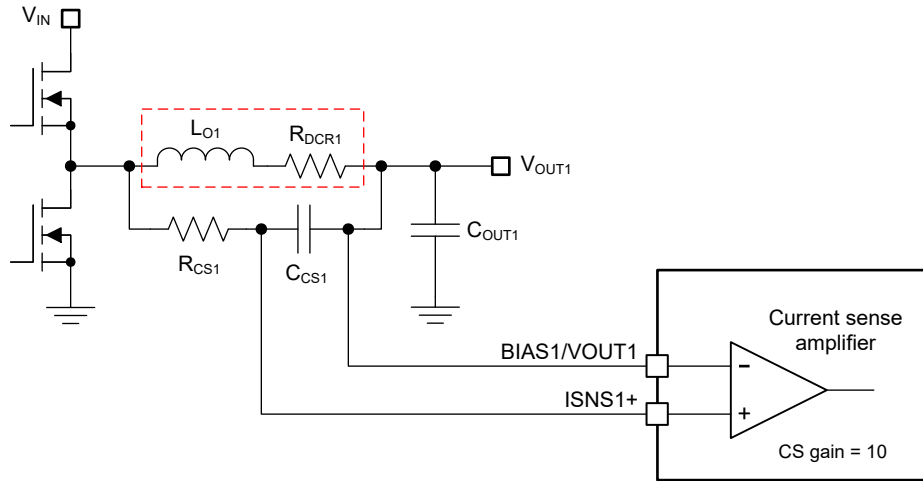 VIN
LO1
RDCR1
VOUT1
RCS1
CCS1
COUT1
Current sense
amplifier
BIAS1/VOUT1
-
ISNS1+
+
CS gain = 10